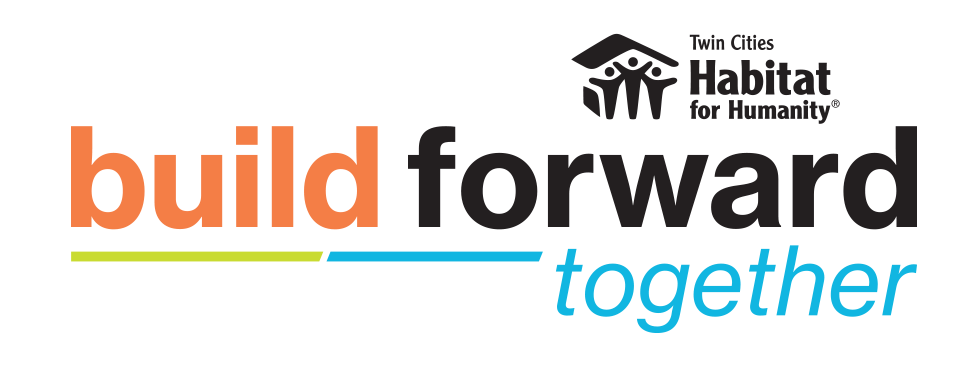 Twin Cities
Habitat
for Humanity®
build forward
together